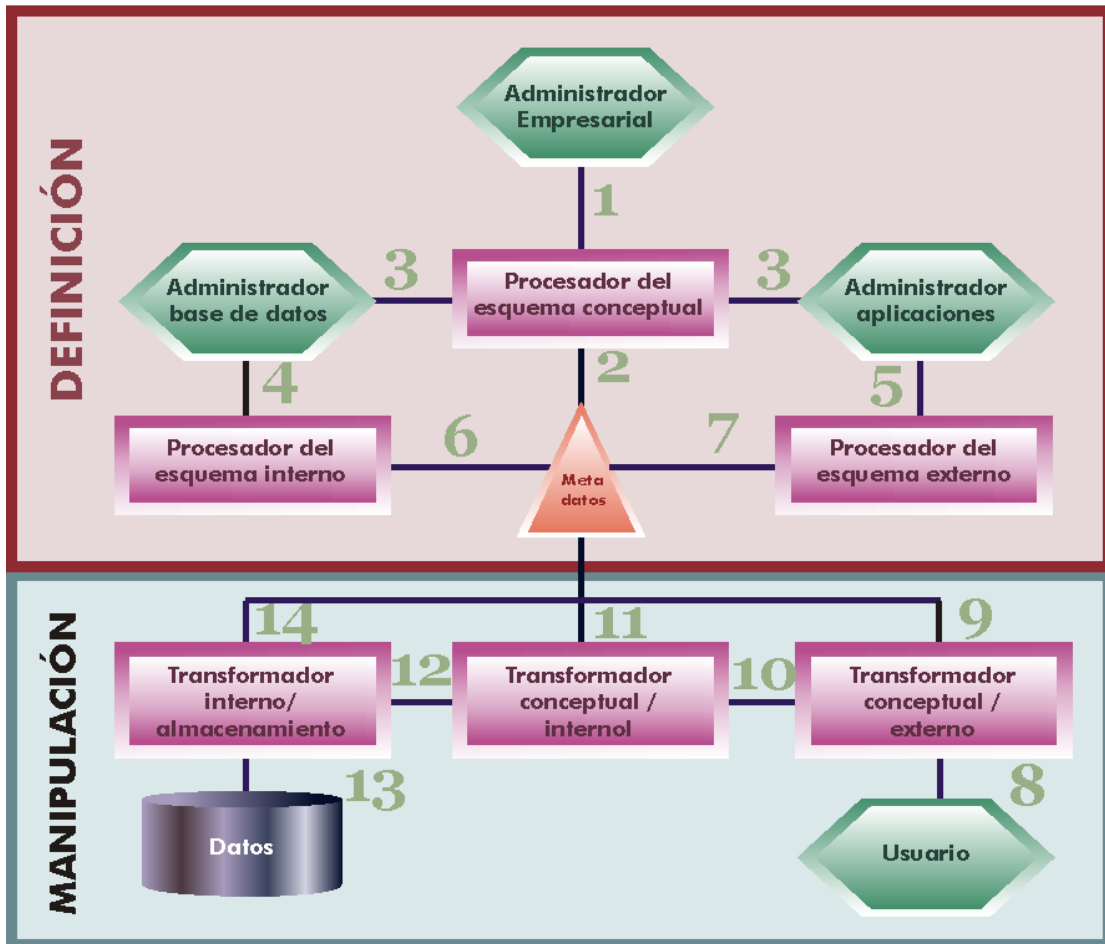 DEFINICIÓN
Administrador
Empresarial
1
Administrador
base de datos
3
Procesador del
esquema conceptual
3
Administrador
aplicaciones
4
2
5
Procesador del
esquema interno
6
Meta
datos
7
Procesador del
esquema externo
MANIPULACIÓN
14
11
9
Transformador
interno/
almacenamiento
12
Transformador
conceptual /
internol
10
Transformador
conceptual /
externo
13
8
Datos
Usuario